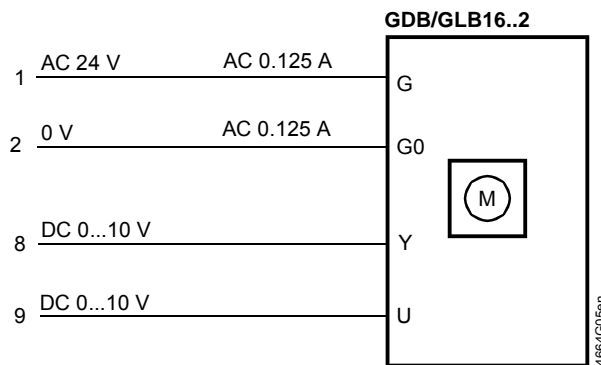 GDB/GLB16..2
1 AC 24 V AC 0.125 A G
2 0 V AC 0.125 A G0
M
8 DC 0...10 V Y
9 DC 0...10 V U
4664G05en